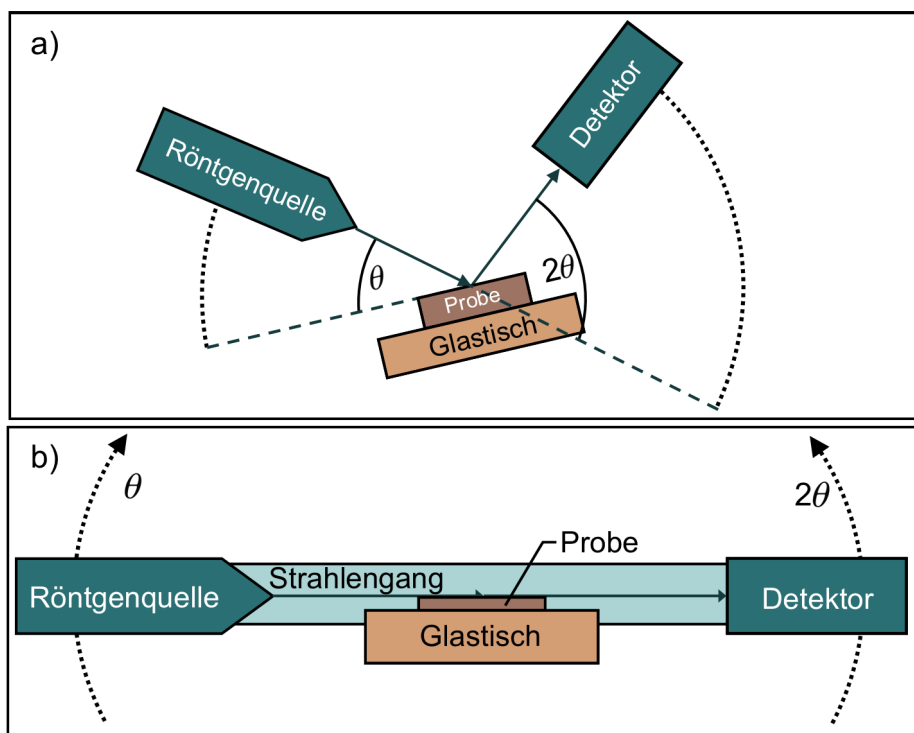 a)
Röntgenquelle
Detektor
θ
2θ
Probe
Glastisch
b)
θ
2θ
Probe
Strahlengang
Röntgenquelle
Detektor
Glastisch